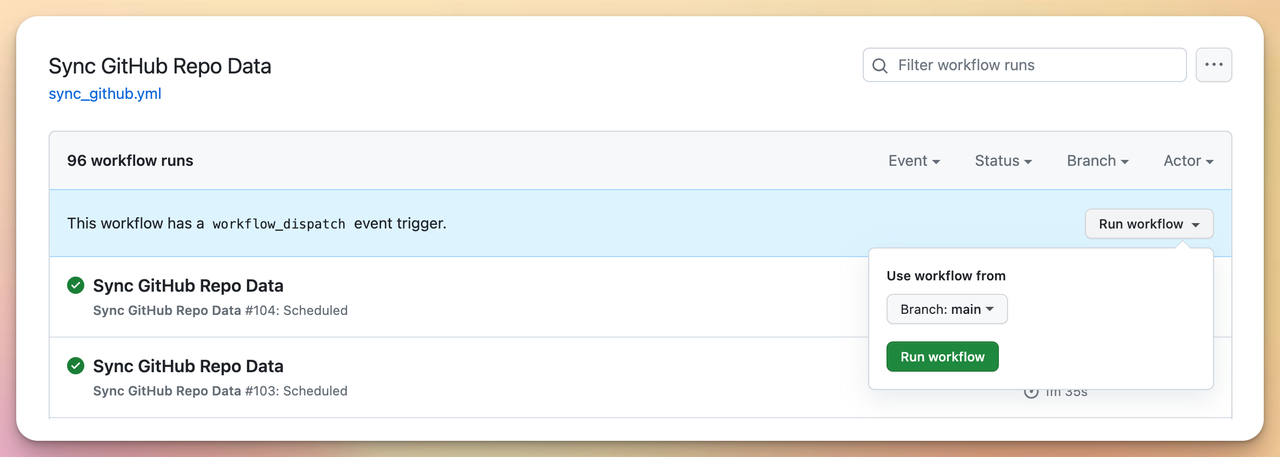 Sync GitHub Repo Data
sync_github.yml
Filter workflow runs
96 workflow runs
Event
Status
Branch
Actor
This workflow has a workflow_dispatch event trigger.
Run workflow
Use workflow from
Branch: main
Run workflow
Sync GitHub Repo Data
Sync GitHub Repo Data #104: Scheduled
Sync GitHub Repo Data
Sync GitHub Repo Data #103: Scheduled
1m 35s